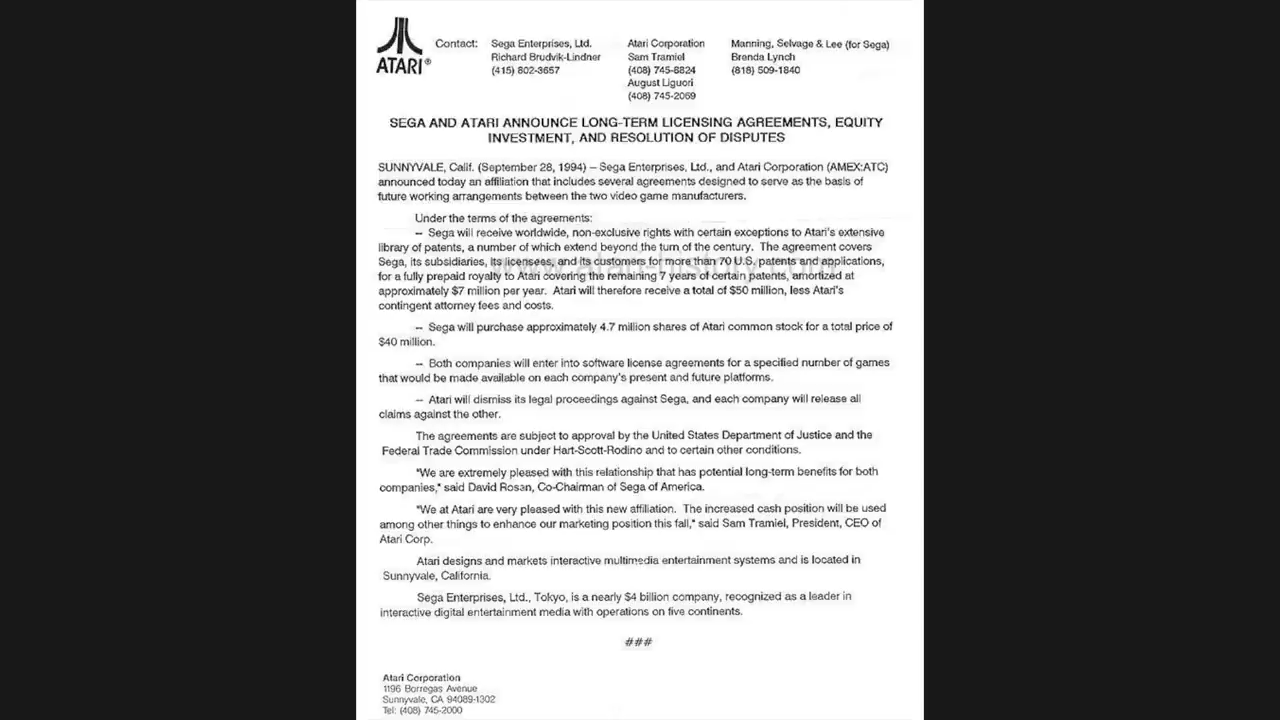 ATARI®
Contact:
Sega Enterprises, Ltd.
Richard Brudvik-Lindner
(415) 802-3657
Atari Corporation
Sam Tramiel
(408) 745-8824
August Liguori
(408) 745-2069
Manning, Selvage & Lee (for Sega)
Brenda Lynch
(818) 509-1840
SEGA AND ATARI ANNOUNCE LONG-TERM LICENSING AGREEMENTS, EQUITY
INVESTMENT, AND RESOLUTION OF DISPUTES
SUNNYVALE, Calif. (September 28, 1994) – Sega Enterprises, Ltd., and Atari Corporation (AMEX:ATC)
announced today an affiliation that includes several agreements designed to serve as the basis of
future working arrangements between the two video game manufacturers.
Under the terms of the agreements:
– Sega will receive worldwide, non-exclusive rights with certain exceptions to Atari's extensive
library of patents, a number of which extend beyond the turn of the century. The agreement covers
Sega, its subsidiaries, its licensees, and its customers for more than 70 U.S. patents and applications,
for a fully prepaid royalty to Atari covering the remaining 7 years of certain patents, amortized at
approximately $7 million per year. Atari will therefore receive a total of $50 million, less Atari's
contingent attorney fees and costs.
www.atari-history.com
– Sega will purchase approximately 4.7 million shares of Atari common stock for a total price of
$40 million.
– Both companies will enter into software license agreements for a specified number of games
that would be made available on each company's present and future platforms.
– Atari will dismiss its legal proceedings against Sega, and each company will release all
claims against the other.
The agreements are subject to approval by the United States Department of Justice and the
Federal Trade Commission under Hart-Scott-Rodino and to certain other conditions.
"We are extremely pleased with this relationship that has potential long-term benefits for both
companies," said David Rosen, Co-Chairman of Sega of America.
"We at Atari are very pleased with this new affiliation. The increased cash position will be used
among other things to enhance our marketing position this fall," said Sam Tramiel, President, CEO of
Atari Corp.
Atari designs and markets interactive multimedia entertainment systems and is located in
Sunnyvale, California.
Sega Enterprises, Ltd., Tokyo, is a nearly $4 billion company, recognized as a leader in
interactive digital entertainment media with operations on five continents.
###
Atari Corporation
1196 Borregas Avenue
Sunnyvale, CA 94089-1302
Tel: (408) 745-2000